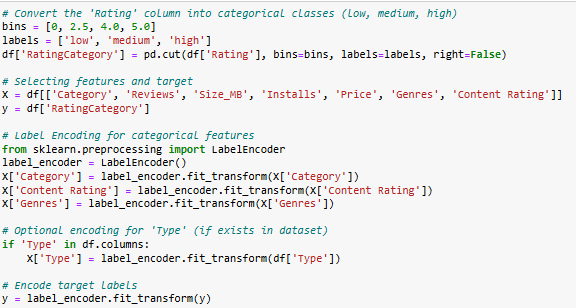 # Convert the 'Rating' column into categorical classes (low, medium, high)
bins = [0, 2.5, 4.0, 5.0]
labels = ['low', 'medium', 'high']
df['RatingCategory'] = pd.cut(df['Rating'], bins=bins, labels=labels, right=False)
# Selecting features and target
X = df[['Category', 'Reviews', 'Size_MB', 'Installs', 'Price', 'Genres', 'Content Rating']]
y = df['RatingCategory']
# Label Encoding for categorical features
from sklearn.preprocessing import LabelEncoder
label_encoder = LabelEncoder()
X['Category'] = label_encoder.fit_transform(X['Category'])
X['Content Rating'] = label_encoder.fit_transform(X['Content Rating'])
X['Genres'] = label_encoder.fit_transform(X['Genres'])
# Optional encoding for 'Type' (if exists in dataset)
if 'Type' in df.columns:
    X['Type'] = label_encoder.fit_transform(df['Type'])
# Encode target labels
y = label_encoder.fit_transform(y)